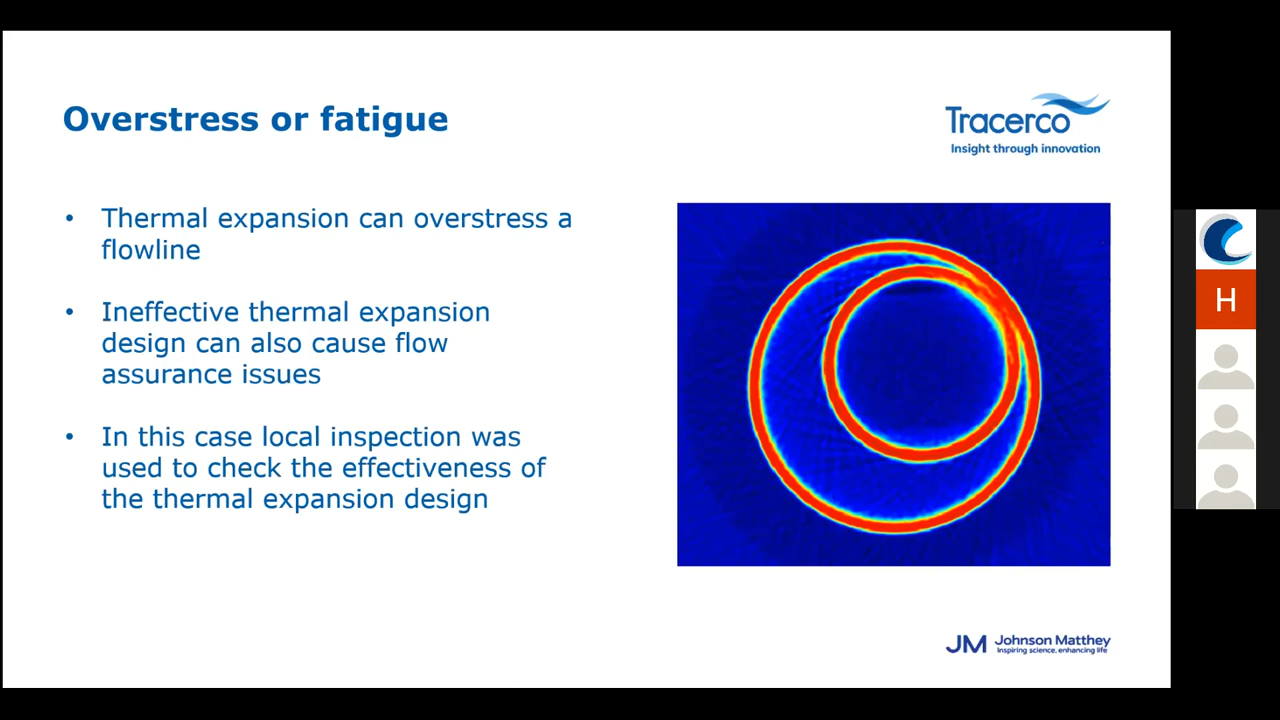 Overstress or fatigue
Tracerco
Insight through innovation
• Thermal expansion can overstress a
flowline
• Ineffective thermal expansion
design can also cause flow
assurance issues
• In this case local inspection was
used to check the effectiveness of
the thermal expansion design
H
JM Johnson Matthey
Inspiring science, enhancing life